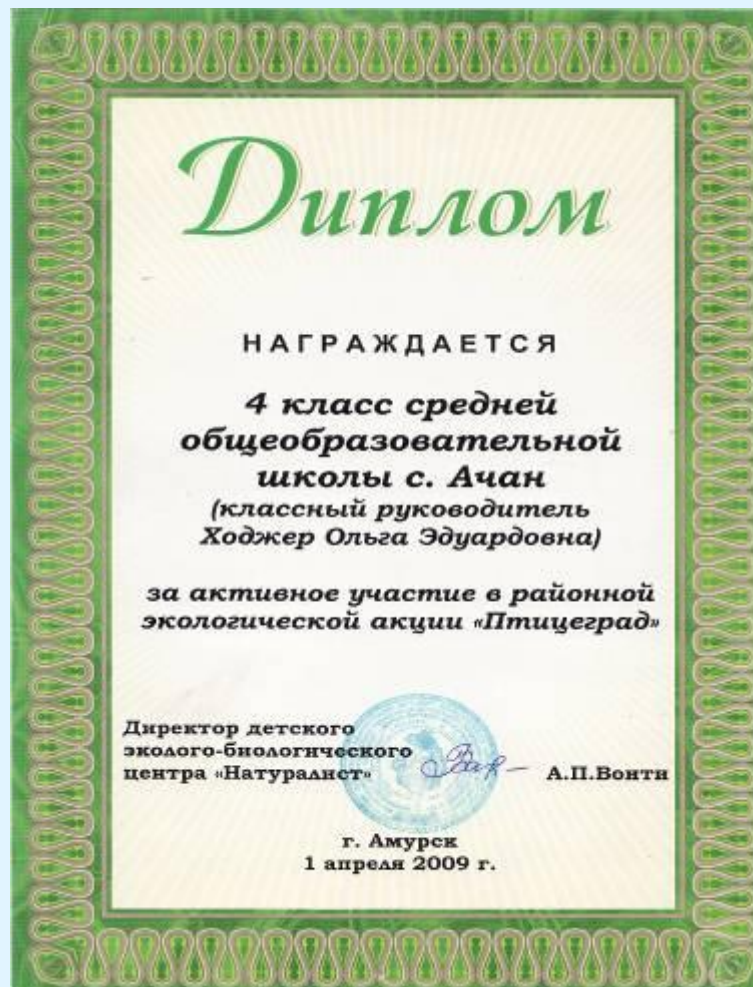 Диплом
НАГРАЖДАЕТСЯ
4 класс средней
общеобразовательной
школы с. Ачан
(классный руководитель
Ходжер Ольга Эдуардовна)
за активное участие в районной
экологической акции «Птицеград»
Директор детского
эколого-биологического
центра «Натуралист» А.П.Вонти
г. Амурск
1 апреля 2009 г.